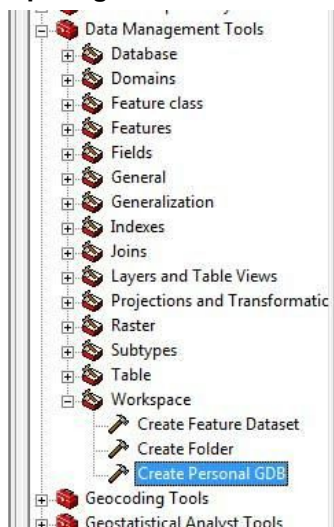 Data Management Tools
Database
Domains
Feature class
Features
Fields
General
Generalization
Indexes
Joins
Layers and Table Views
Projections and Transformatic
Raster
Subtypes
Table
Workspace
Create Feature Dataset
Create Folder
Create Personal GDB
Geocoding Tools
Geostatistical Analyst Tools